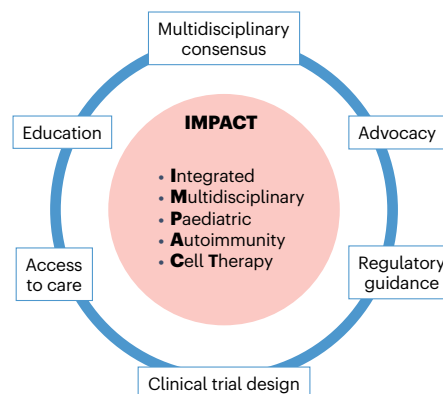 Multidisciplinary
consensus
Education
Advocacy
IMPACT
• Integrated
• Multidisciplinary
• Paediatric
• Autoimmunity
• Cell Therapy
Access
to care
Regulatory
guidance
Clinical trial design